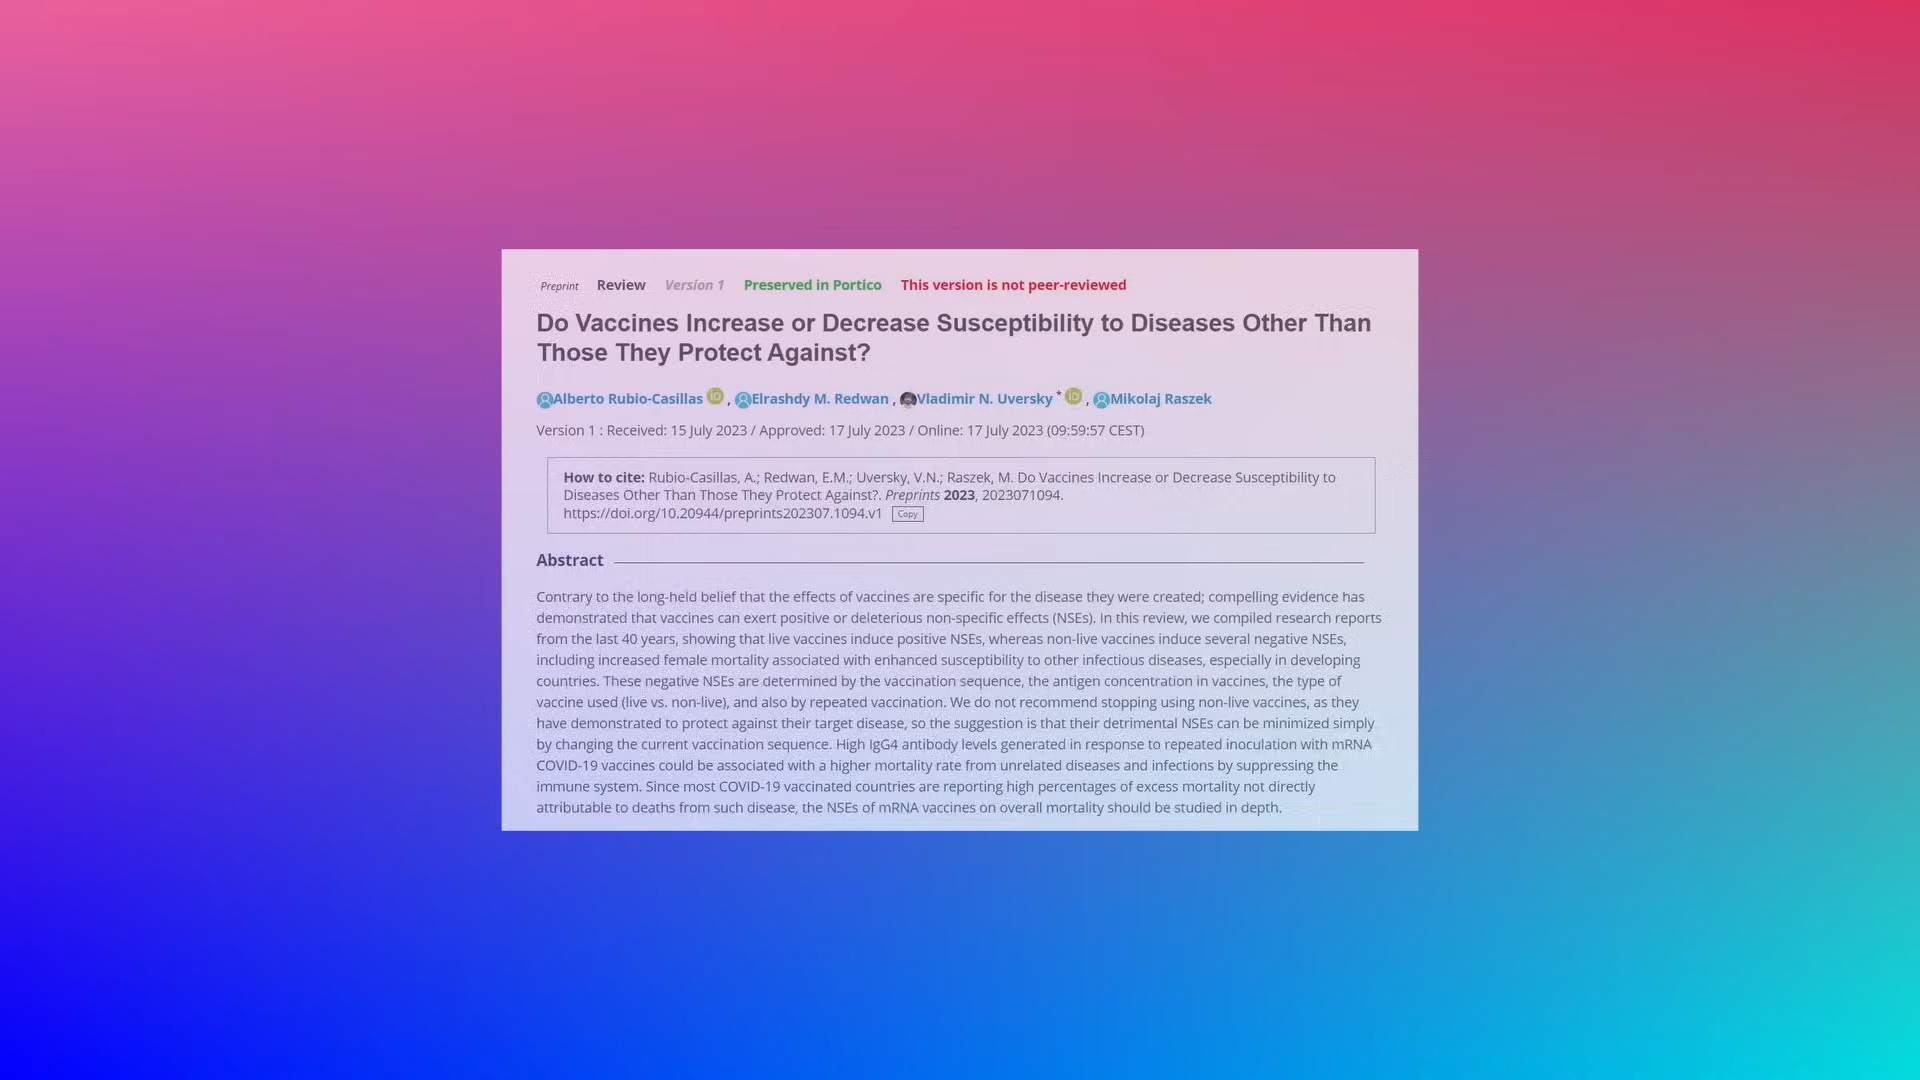 Preprint Review Version 1 Preserved in Portico This version is not peer-reviewed
Do Vaccines Increase or Decrease Susceptibility to Diseases Other Than
Those They Protect Against?
Alberto Rubio-Casillas iD , Elrashdy M. Redwan , Vladimir N. Uversky * iD , Mikolaj Raszek
Version 1 : Received: 15 July 2023 / Approved: 17 July 2023 / Online: 17 July 2023 (09:59:57 CEST)
How to cite: Rubio-Casillas, A.; Redwan, E.M.; Uversky, V.N.; Raszek, M. Do Vaccines Increase or Decrease Susceptibility to
Diseases Other Than Those They Protect Against?. Preprints 2023, 2023071094.
https://doi.org/10.20944/preprints202307.1094.v1 Copy
Abstract
Contrary to the long-held belief that the effects of vaccines are specific for the disease they were created; compelling evidence has
demonstrated that vaccines can exert positive or deleterious non-specific effects (NSEs). In this review, we compiled research reports
from the last 40 years, showing that live vaccines induce positive NSEs, whereas non-live vaccines induce several negative NSEs,
including increased female mortality associated with enhanced susceptibility to other infectious diseases, especially in developing
countries. These negative NSEs are determined by the vaccination sequence, the antigen concentration in vaccines, the type of
vaccine used (live vs. non-live), and also by repeated vaccination. We do not recommend stopping using non-live vaccines, as they
have demonstrated to protect against their target disease, so the suggestion is that their detrimental NSEs can be minimized simply
by changing the current vaccination sequence. High IgG4 antibody levels generated in response to repeated inoculation with mRNA
COVID-19 vaccines could be associated with a higher mortality rate from unrelated diseases and infections by suppressing the
immune system. Since most COVID-19 vaccinated countries are reporting high percentages of excess mortality not directly
attributable to deaths from such disease, the NSEs of mRNA vaccines on overall mortality should be studied in depth.